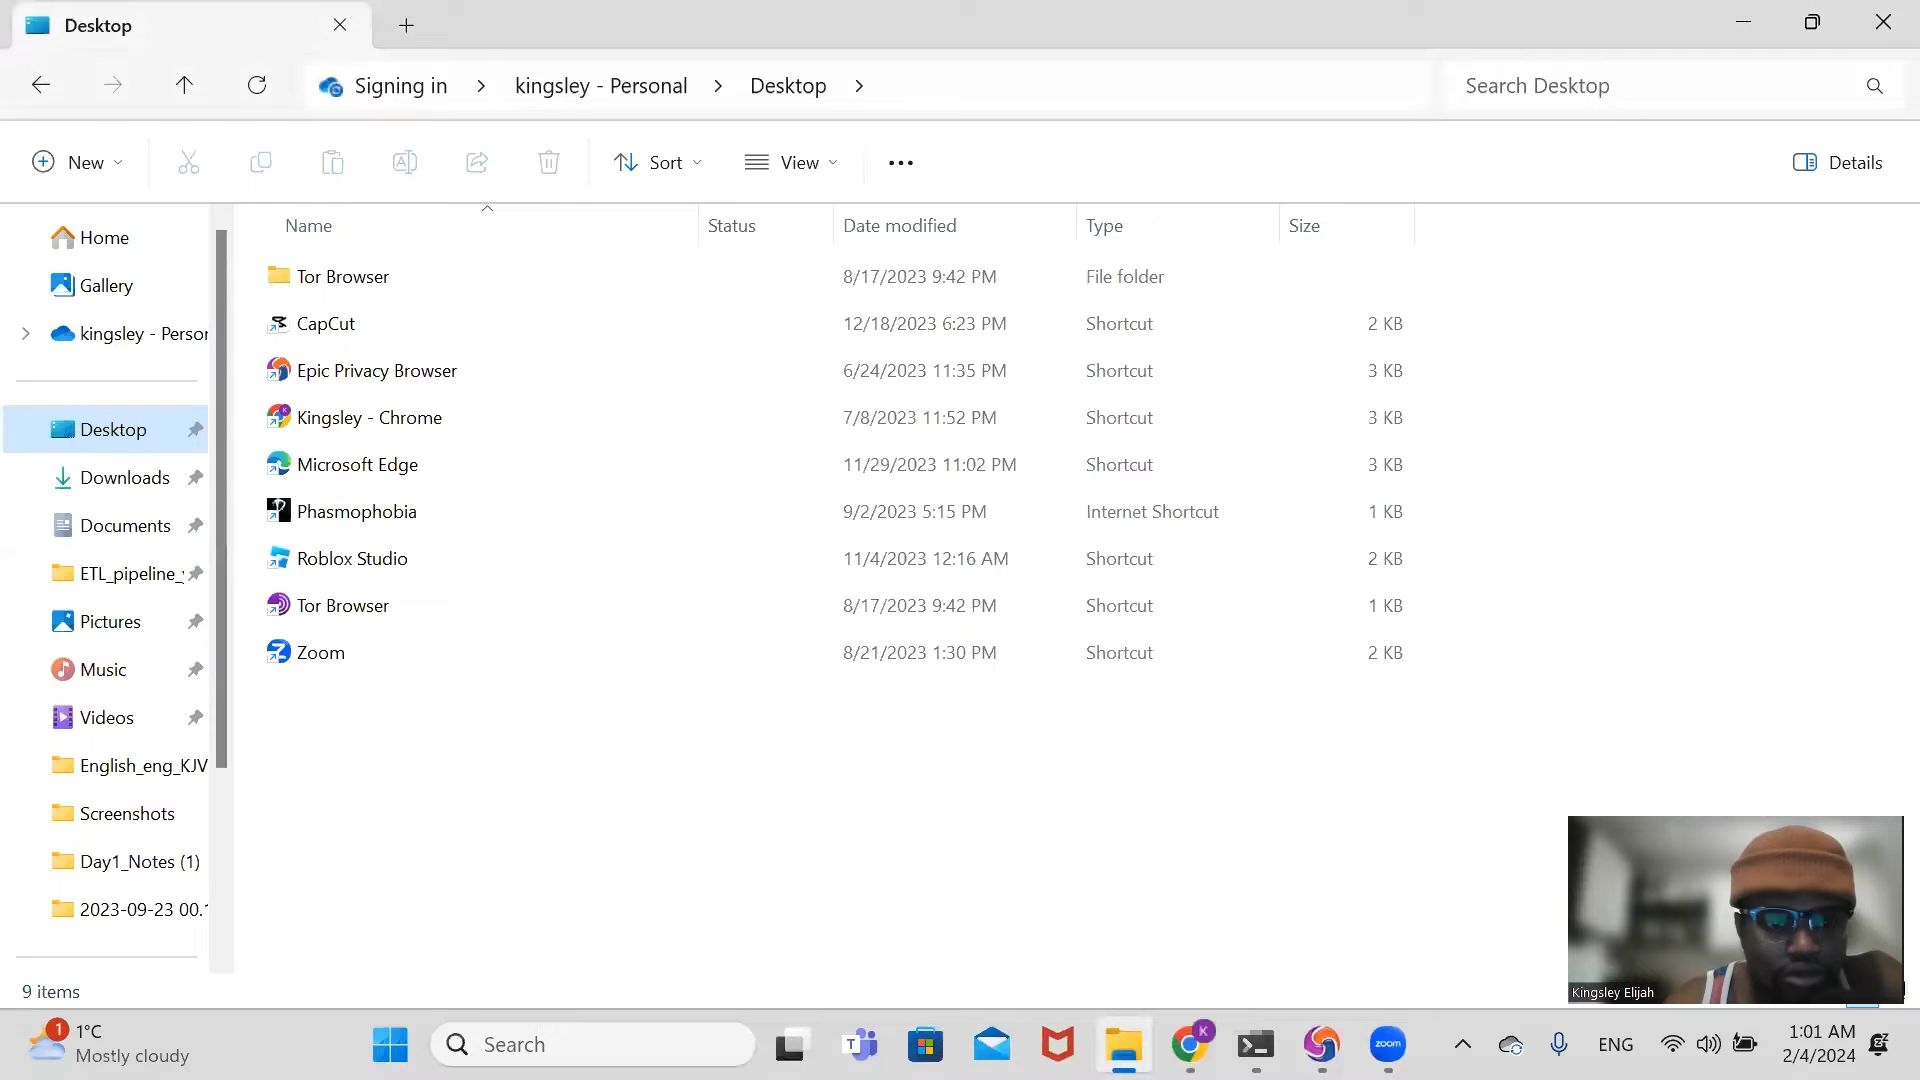 Desktop
Signing in > kingsley - Personal > Desktop >
Search Desktop
New
Sort
View
Details
Name Status Date modified Type Size
Home
Gallery
kingsley - Person
Desktop
Downloads
Documents
ETL_pipeline_
Pictures
Music
Videos
English_eng_KJV
Screenshots
Day1_Notes (1)
2023-09-23 00.1
Tor Browser 8/17/2023 9:42 PM File folder
CapCut 12/18/2023 6:23 PM Shortcut 2 KB
Epic Privacy Browser 6/24/2023 11:35 PM Shortcut 3 KB
Kingsley - Chrome 7/8/2023 11:52 PM Shortcut 3 KB
Microsoft Edge 11/29/2023 11:02 PM Shortcut 3 KB
Phasmophobia 9/2/2023 5:15 PM Internet Shortcut 1 KB
Roblox Studio 11/4/2023 12:16 AM Shortcut 2 KB
Tor Browser 8/17/2023 9:42 PM Shortcut 1 KB
Zoom 8/21/2023 1:30 PM Shortcut 2 KB
Kingsley Elijah
9 items
1 1°C
Mostly cloudy
Search
T
K
zoom
ENG
1:01 AM
2/4/2024